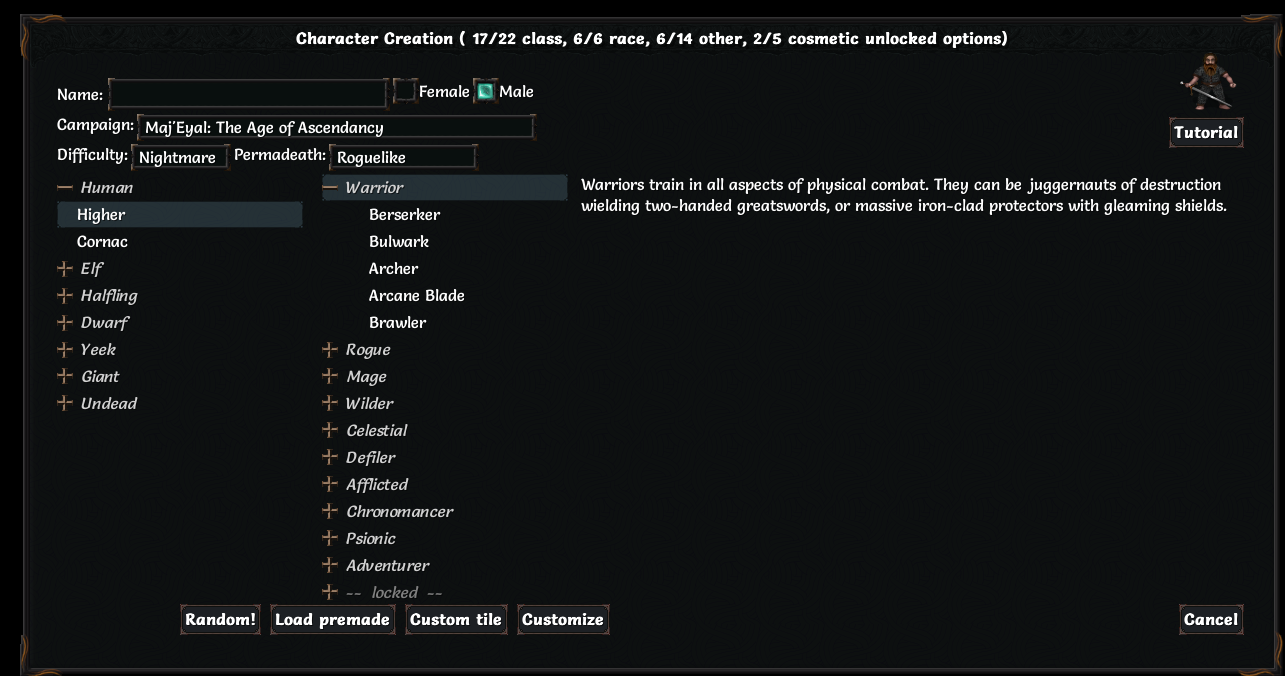 Character Creation ( 17/22 class, 6/6 race, 6/14 other, 2/5 cosmetic unlocked options)
Name: Female Male
Campaign: Maj'Eyal: The Age of Ascendancy
Tutorial
Difficulty: Nightmare Permadeath: Roguelike
Human
Higher
Cornac
Elf
Halfling
Dwarf
Yeek
Giant
Undead
Warrior
Berserker
Bulwark
Archer
Arcane Blade
Brawler
Rogue
Mage
Wilder
Celestial
Defiler
Afflicted
Chronomancer
Psionic
Adventurer
-- locked --
Warriors train in all aspects of physical combat. They can be juggernauts of destruction
wielding two-handed greatswords, or massive iron-clad protectors with gleaming shields.
Random! Load premade Custom tile Customize Cancel